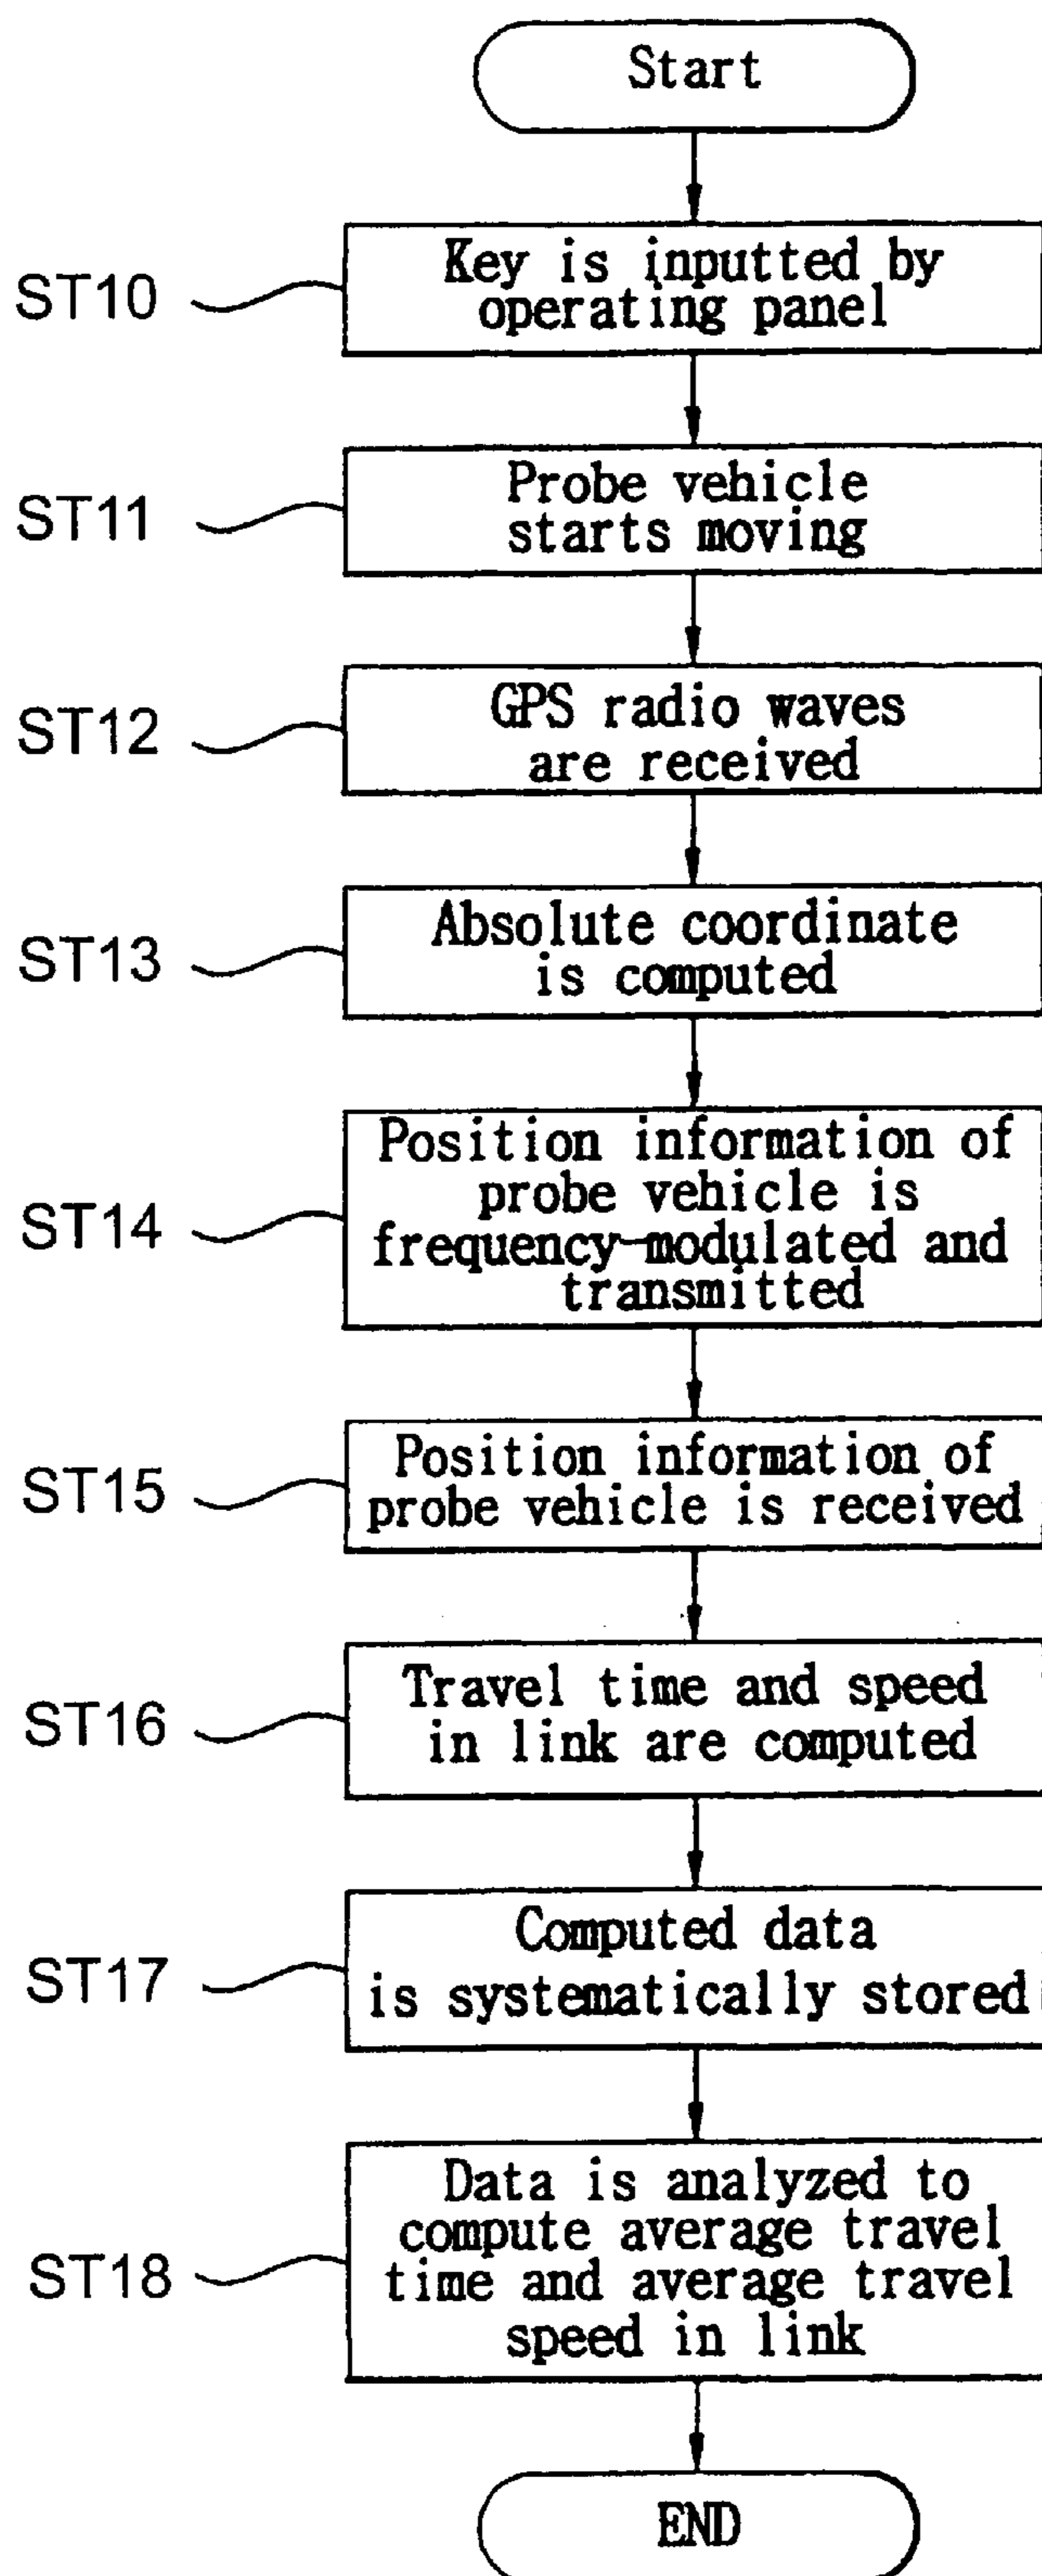 Start
ST10
Key is inputted by
operating panel
ST11
Probe vehicle
starts moving
ST12
GPS radio waves
are received
ST13
Absolute coordinate
is computed
ST14
Position information of
probe vehicle is
frequency-modulated and
transmitted
ST15
Position information of
probe vehicle is received
ST16
Travel time and speed
in link are computed
ST17
Computed data
is systematically stored
ST18
Data is analyzed to
compute average travel
time and average travel
speed in link
END